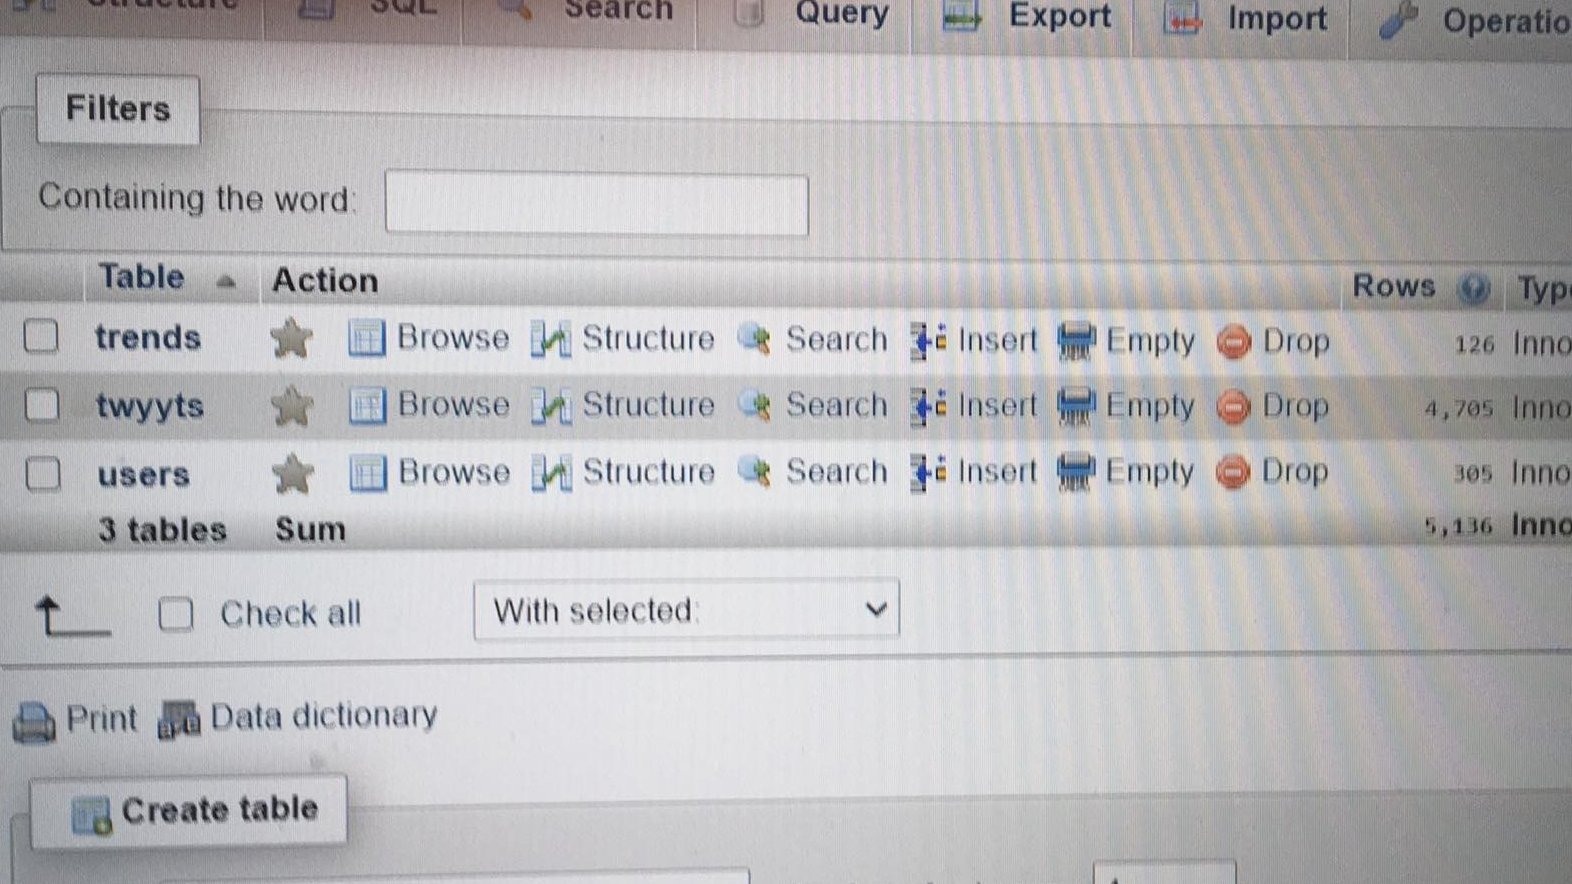 Structure SQL Search Query Export Import Operatio
Filters
Containing the word:
Table Action Rows Typ
trends Browse Structure Search Insert Empty Drop 126 Inno
twyyts Browse Structure Search Insert Empty Drop 4,705 Inno
users Browse Structure Search Insert Empty Drop 305 Inno
3 tables Sum 5,136 Inno
Check all With selected:
Print Data dictionary
Create table